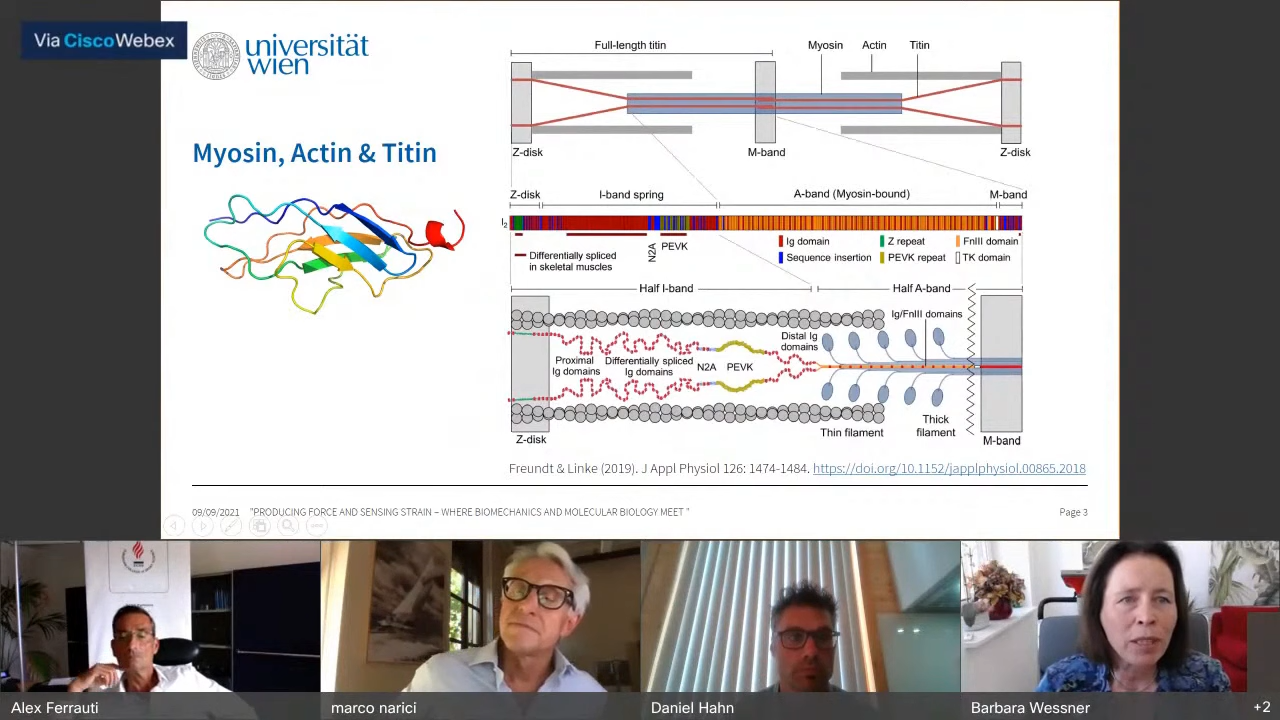 Via CiscoWebex
universität
wien
Myosin, Actin & Titin
Full-length titin
Myosin Actin Titin
Z-disk M-band Z-disk
Z-disk I-band spring A-band (Myosin-bound) M-band
I2
N2A
PEVK
Differentially spliced
in skeletal muscles
Ig domain Z repeat FnIII domain
Sequence insertion PEVK repeat TK domain
Half I-band Half A-band
Ig/FnIII domains
Distal Ig
domains
Proximal
Ig domains
Differentially spliced
Ig domains
N2A PEVK
Thin filament
Thick
filament
Z-disk M-band
Freundt & Linke (2019). J Appl Physiol 126: 1474-1484. https://doi.org/10.1152/japplphysiol.00865.2018
09/09/2021 "PRODUCING FORCE AND SENSING STRAIN – WHERE BIOMECHANICS AND MOLECULAR BIOLOGY MEET " Page 3
Alex Ferrauti
marco narici
Daniel Hahn
Barbara Wessner
+2